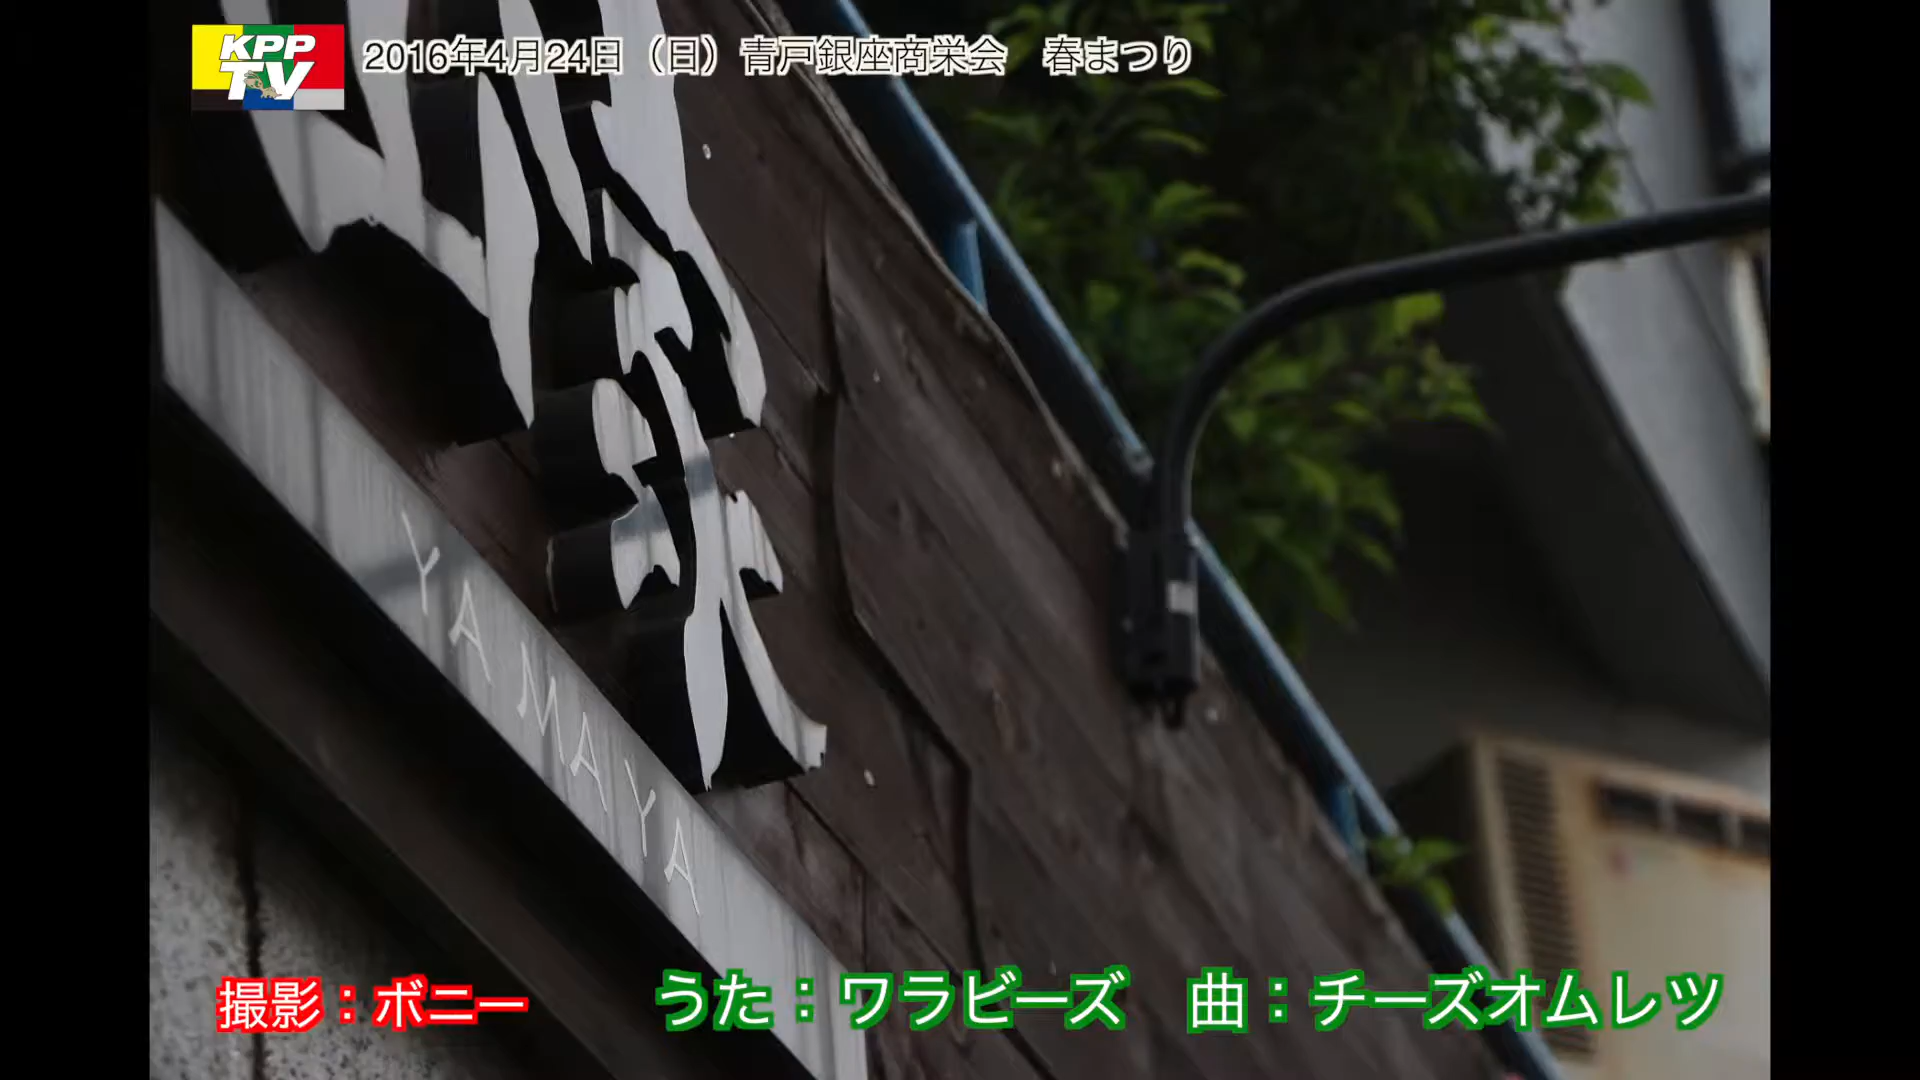 KPP
TV
2016年4月24日（日）青戸銀座商栄会　春まつり
YAMAYA
撮影：ボニー　うた：ワラビーズ　曲：チーズオムレツ